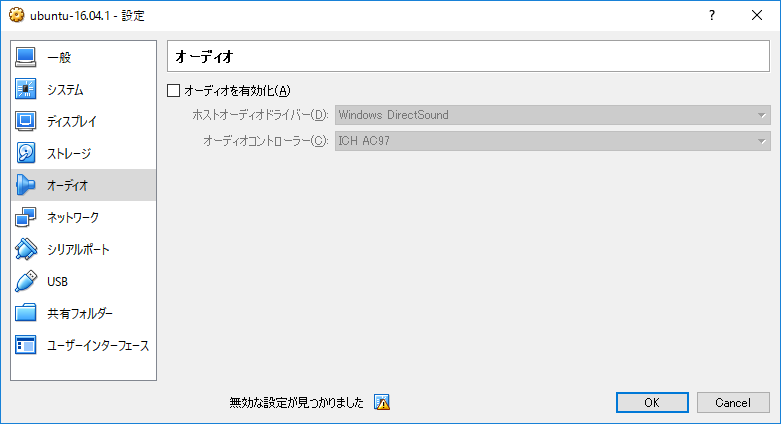 ubuntu-16.04.1 - 設定
一般
システム
ディスプレイ
ストレージ
オーディオ
ネットワーク
シリアルポート
USB
共有フォルダー
ユーザーインターフェース
オーディオ
オーディオを有効化(A)
ホストオーディオドライバー(D): Windows DirectSound
オーディオコントローラー(C): ICH AC97
無効な設定が見つかりました
OK Cancel